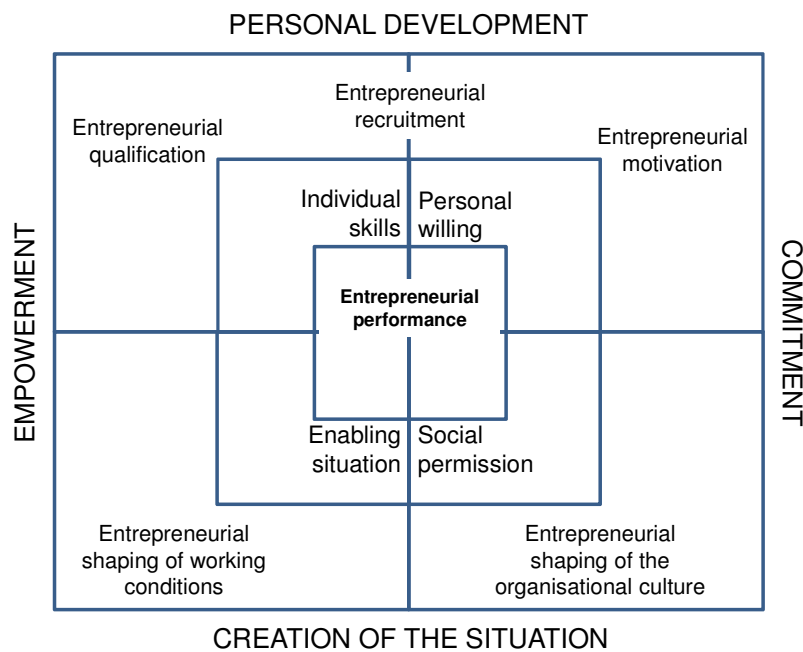 PERSONAL DEVELOPMENT
Entrepreneurial
recruitment
Entrepreneurial
qualification
Entrepreneurial
motivation
Individual
skills
Personal
willing
EMPOWERMENT
Entrepreneurial
performance
COMMITMENT
Enabling
situation
Social
permission
Entrepreneurial
shaping of working
conditions
Entrepreneurial
shaping of the
organisational culture
CREATION OF THE SITUATION